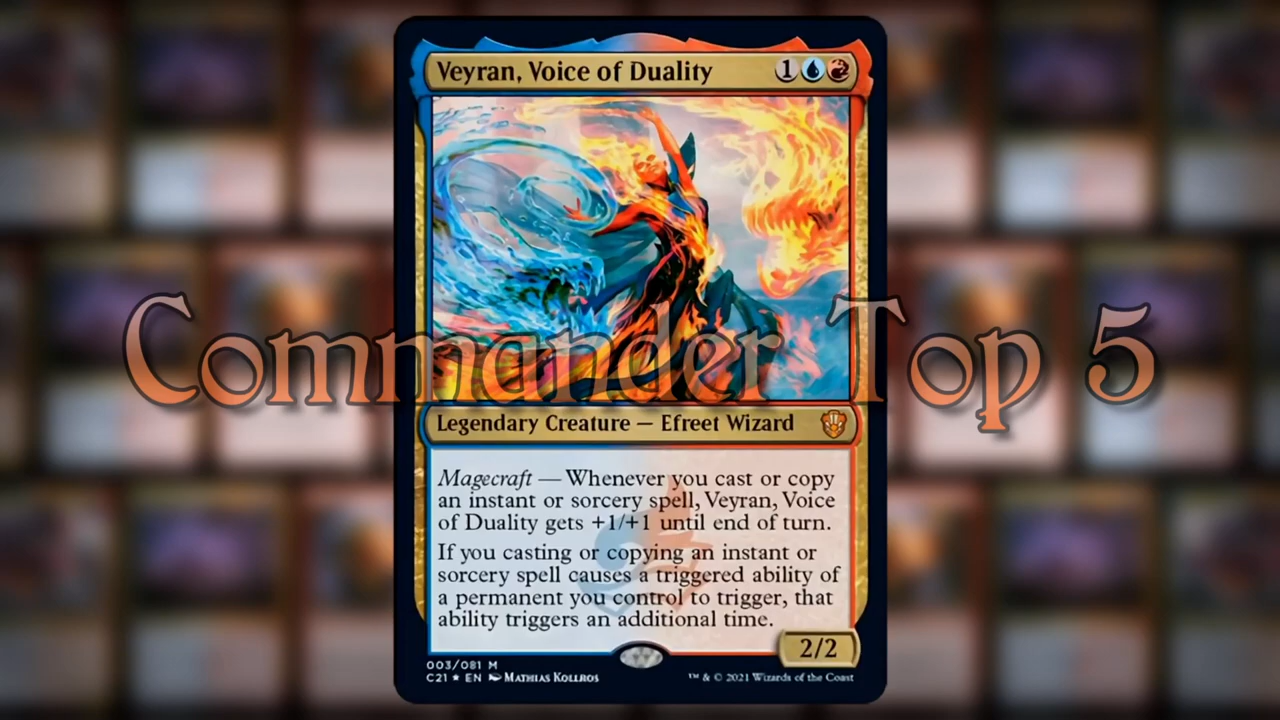 Veyran, Voice of Duality 1
Commander Top 5
Legendary Creature — Efreet Wizard
Magecraft — Whenever you cast or copy
an instant or sorcery spell, Veyran, Voice
of Duality gets +1/+1 until end of turn.
If you casting or copying an instant or
sorcery spell causes a triggered ability of
a permanent you control to trigger, that
ability triggers an additional time.
2/2
003/081 M
C21 ★ EN Mathias Kollros
™ & © 2021 Wizards of the Coast